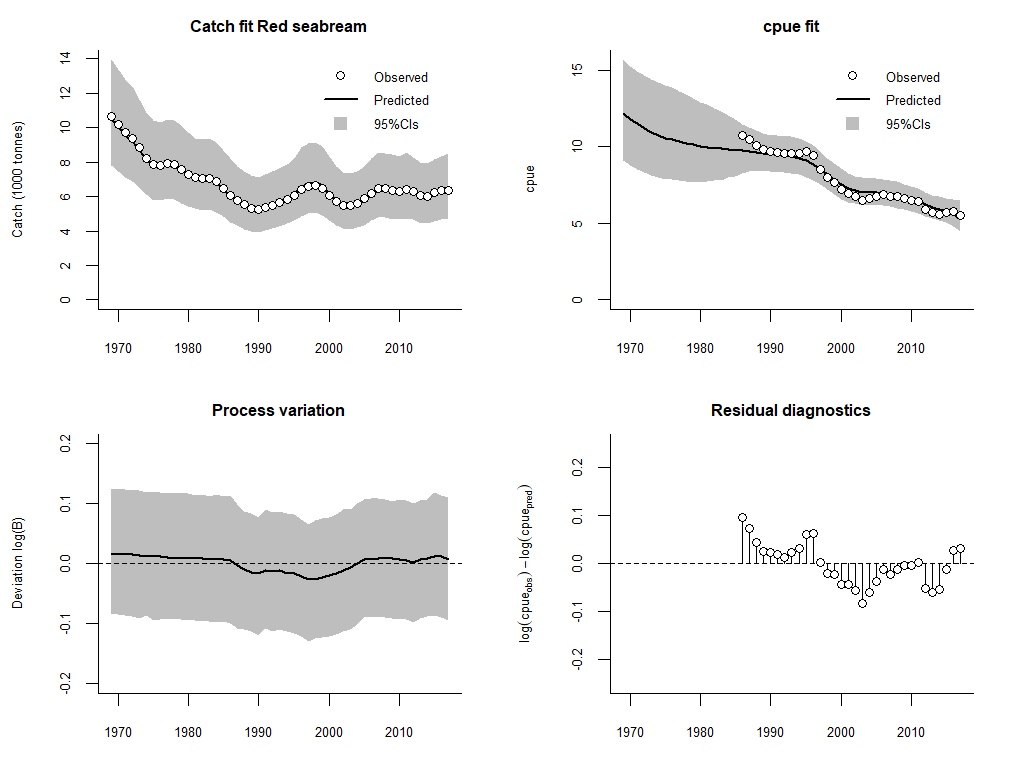 Catch fit Red seabream
Catch (1000 tonnes)
14
12
10
8
6
4
2
0
Observed
Predicted
95%CIs
1970 1980 1990 2000 2010
cpue fit
cpue
15
10
5
0
Observed
Predicted
95%CIs
1970 1980 1990 2000 2010
Process variation
Deviation log(B)
0.2
0.1
0.0
-0.1
-0.2
1970 1980 1990 2000 2010
Residual diagnostics
log(cpue_obs) − log(cpue_pred)
0.2
0.1
0.0
-0.1
-0.2
1970 1980 1990 2000 2010